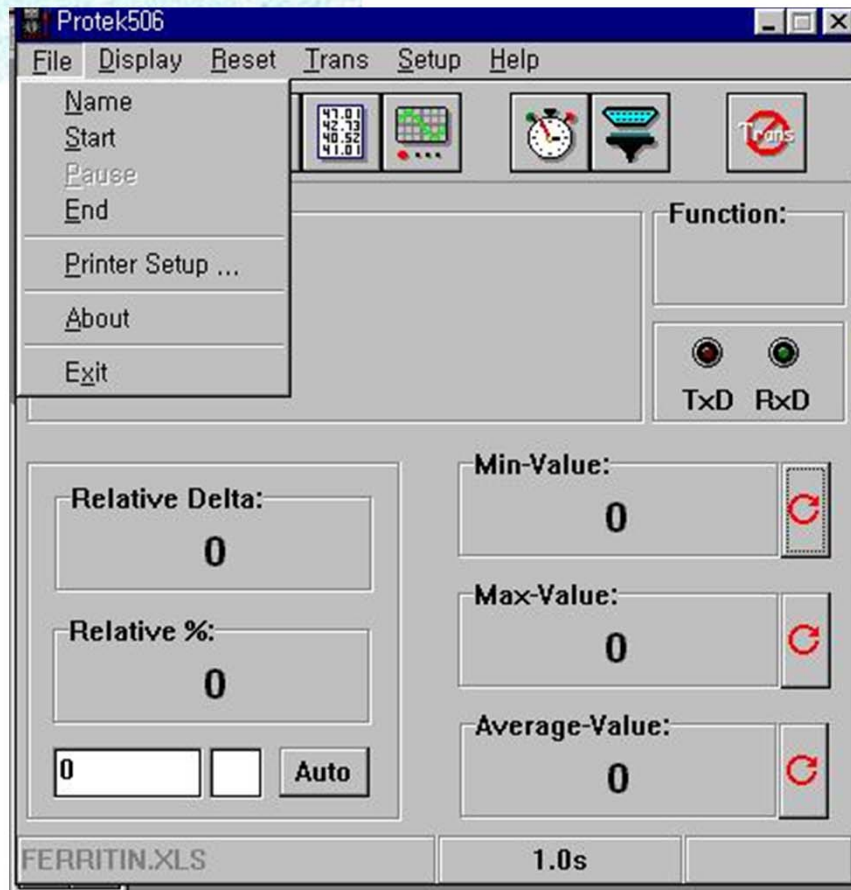 Protek506
File Display Reset Trans Setup Help
Name
Start
Pause
End
Printer Setup ...
About
Exit
47.01
42.73
40.52
41.01
Trans
Function:
TxD RxD
Relative Delta:
0
Relative %:
0
0
Auto
Min-Value:
0
Max-Value:
0
Average-Value:
0
FERRITIN.XLS
1.0s